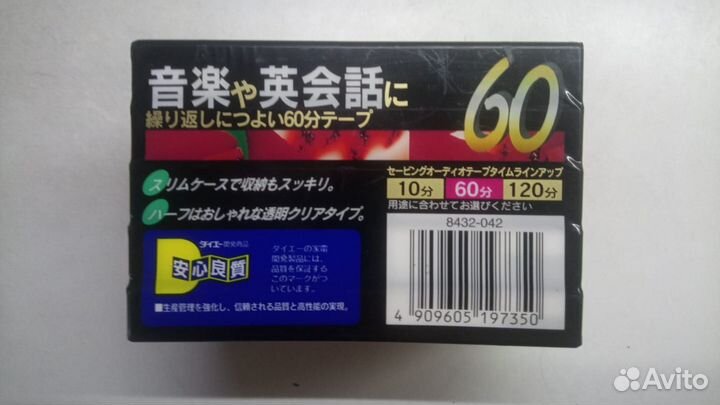 音楽や英会話に
繰り返しにつよい60分テープ
60
スリムケースで収納もスッキリ。
ハーフはおしゃれな透明クリアタイプ。
セービングオーディオテープタイムラインアップ
10分 60分 120分
用途に合わせてお選びください
8432-042
4 909605 197350
ダイエー開発商品
安心良質
ダイエーの家電
開発製品には、
品質を保証する
このマークがつ
いています。
■生産管理を強化し、信頼される品質と高性能の実現。
Avito